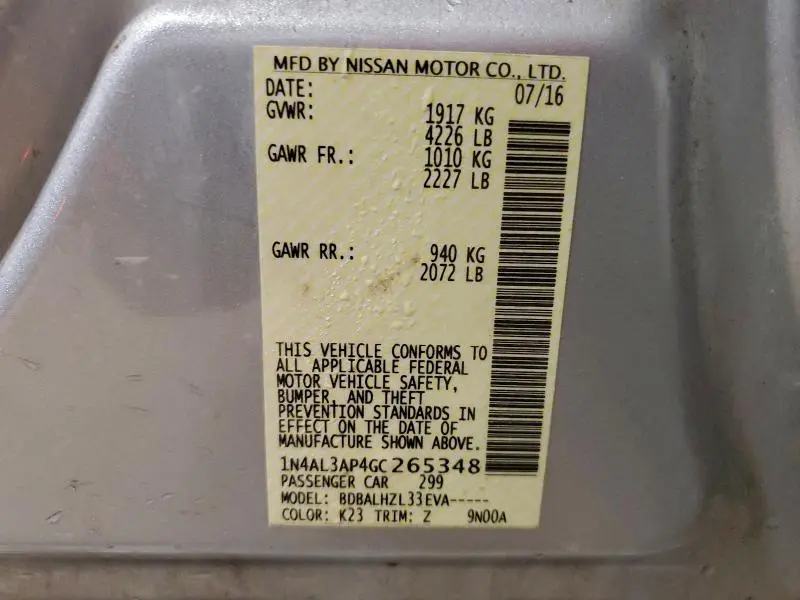 MFD BY NISSAN MOTOR CO., LTD.
DATE: 07/16
GVWR: 1917 KG
4226 LB
GAWR FR.: 1010 KG
2227 LB
GAWR RR.: 940 KG
2072 LB
THIS VEHICLE CONFORMS TO
ALL APPLICABLE FEDERAL
MOTOR VEHICLE SAFETY,
BUMPER, AND THEFT
PREVENTION STANDARDS IN
EFFECT ON THE DATE OF
MANUFACTURE SHOWN ABOVE.
1N4AL3AP4GC265348
PASSENGER CAR 299
MODEL: BDBALHZL33EVA-----
COLOR: K23 TRIM: Z 9N00A